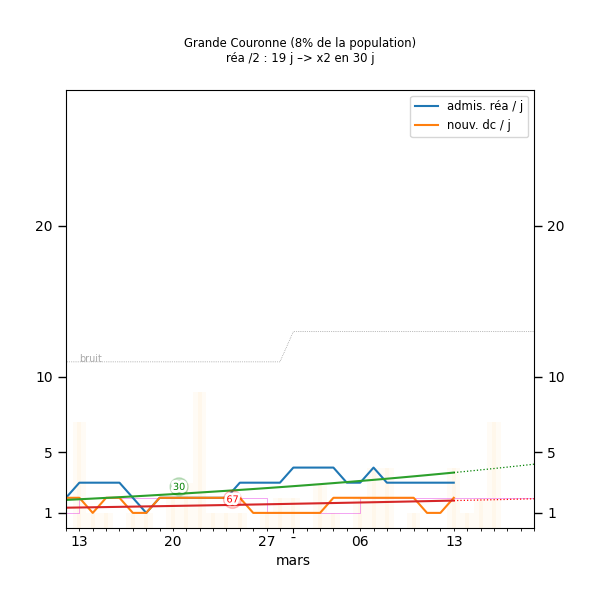 Grande Couronne (8% de la population)
réa /2 : 19 j –> x2 en 30 j
admis. réa / j
nouv. dc / j
20 20
bruit
10 10
5 5
30
67
1 1
13 20 27 - 06 13
mars